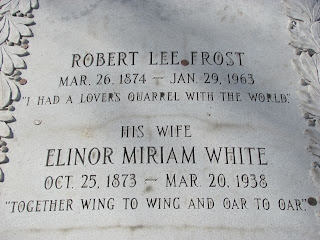 ROBERT LEE FROST
MAR. 26, 1874 — JAN. 29, 1963
"I HAD A LOVER'S QUARREL WITH THE WORLD."
HIS WIFE
ELINOR MIRIAM WHITE
OCT. 25, 1873 — MAR. 20, 1938
"TOGETHER WING TO WING AND OAR TO OAR."